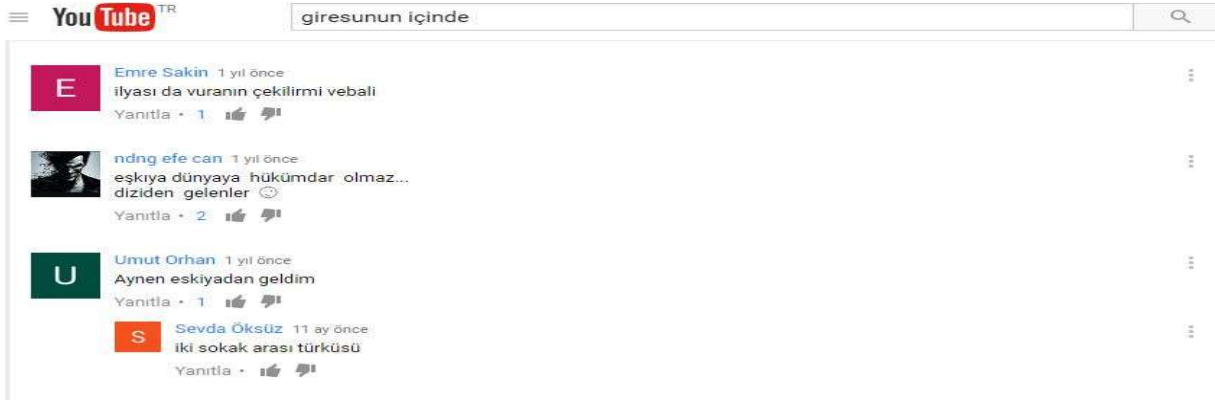 YouTube TR
giresunun içinde
E
Emre Sakin 1 yıl önce
ilyası da vuranın çekilirmi vebali
Yanıtla • 1
ndng efe can 1 yıl önce
eşkıya dünyaya hükümdar olmaz...
diziden gelenler 🙂
Yanıtla • 2
U
Umut Orhan 1 yıl önce
Aynen eskiyadan geldim
Yanıtla • 1
S
Sevda Öksüz 11 ay önce
iki sokak arası türküsü
Yanıtla •